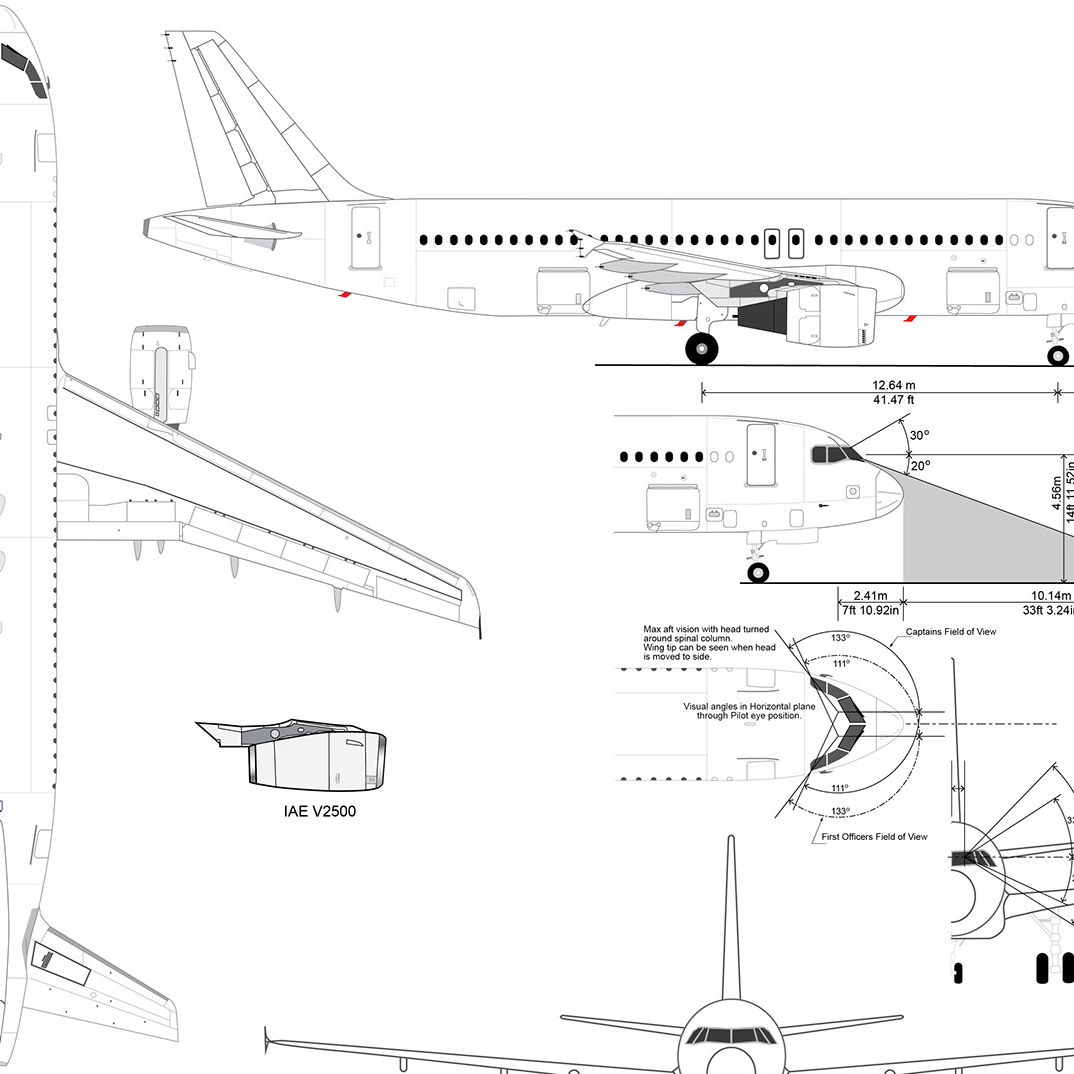 12.64 m
41.47 ft
30°
20°
4.56m
14ft 11.52in
2.41m
7ft 10.92in
10.14m
33ft 3.24in
Max aft vision with head turned
around spinal column.
Wing tip can be seen when head
is moved to side.
133°
Captains Field of View
111°
Visual angles in Horizontal plane
through Pilot eye position.
111°
133°
First Officers Field of View
IAE V2500